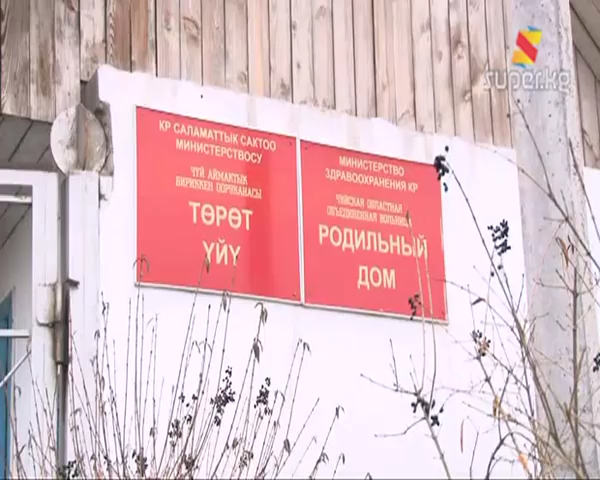 super.kg
КР САЛАМАТТЫК САКТОО
МИНИСТЕРСТВОСУ
ЧҮЙ АЙМАКТЫК
БИРИККЕН ООРУКАНАСЫ
ТӨРӨТ
ҮЙҮ
МИНИСТЕРСТВО
ЗДРАВООХРАНЕНИЯ КР
ЧУЙСКАЯ ОБЛАСТНАЯ
ОБЪЕДИНЕННАЯ БОЛЬНИЦА
РОДИЛЬНЫЙ
ДОМ